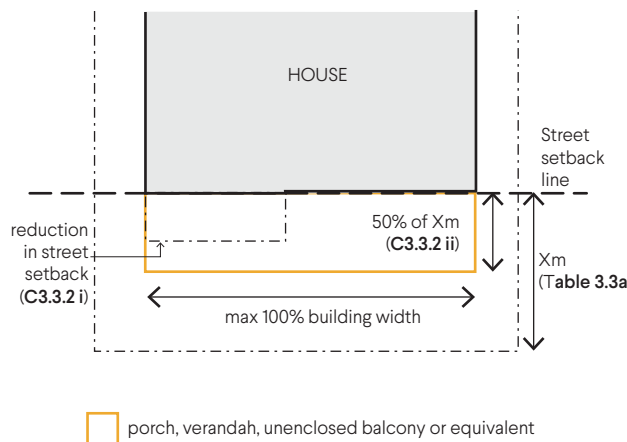 HOUSE
Street
setback
line
reduction
in street
setback
(C3.3.2 i)
50% of Xm
(C3.3.2 ii)
Xm
(Table 3.3a
max 100% building width
porch, verandah, unenclosed balcony or equivalent